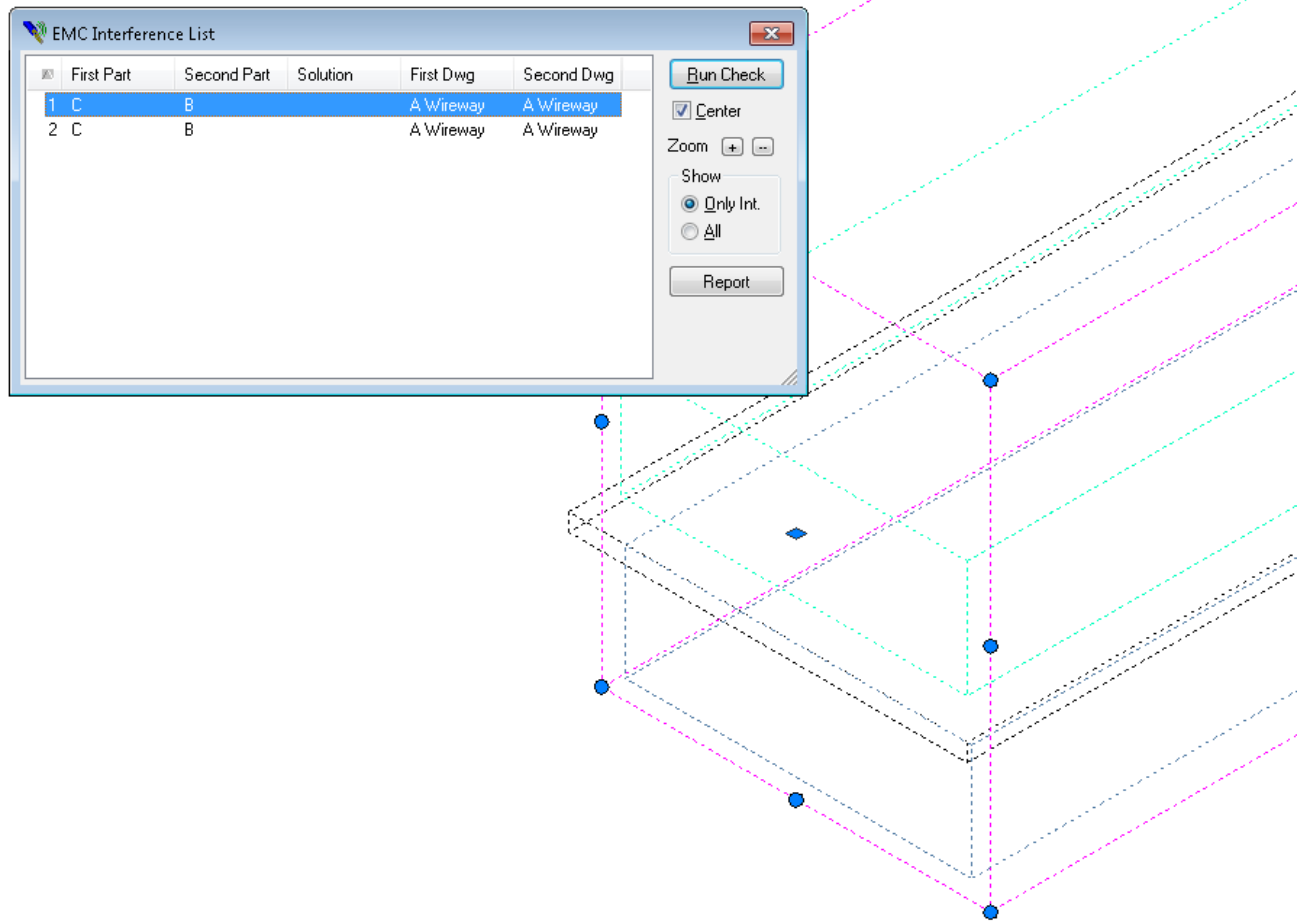 EMC Interference List
First Part Second Part Solution First Dwg Second Dwg
1 C B A Wireway A Wireway
2 C B A Wireway A Wireway
Run Check
Center
Zoom + --
Show
Only Int.
All
Report